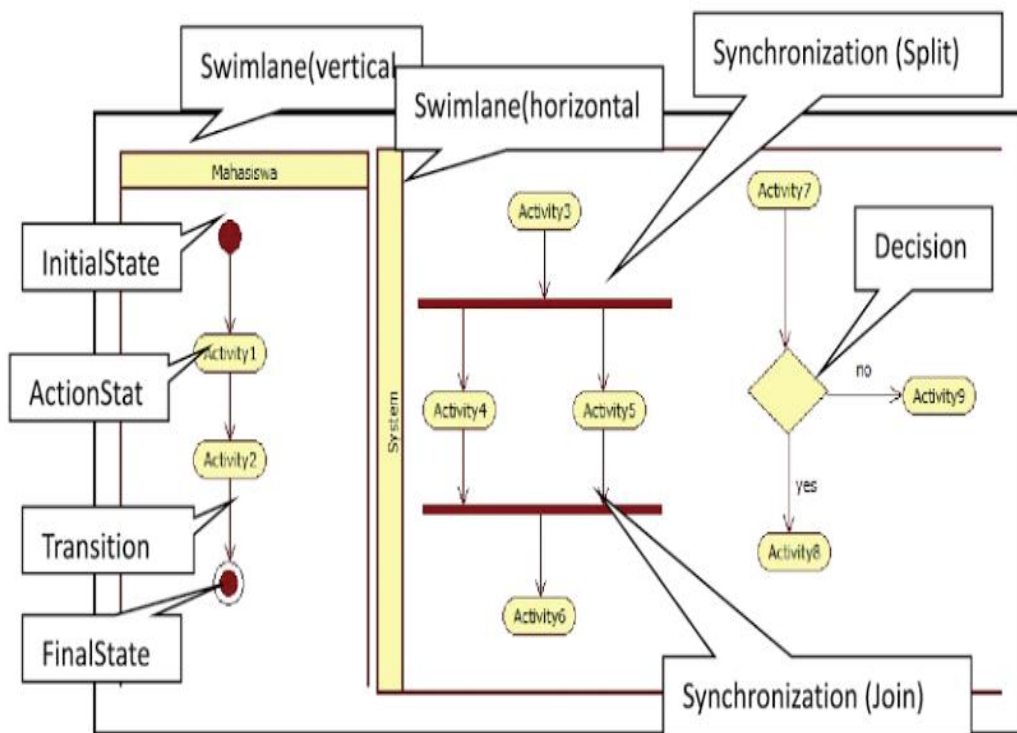 Swimlane(vertical
Synchronization (Split)
Swimlane(horizontal
Mahasiswa
InitialState
Activity1
ActionStat
Activity2
Transition
FinalState
System
Activity3
Activity4
Activity5
Activity6
Activity7
Decision
no
Activity9
yes
Activity8
Synchronization (Join)